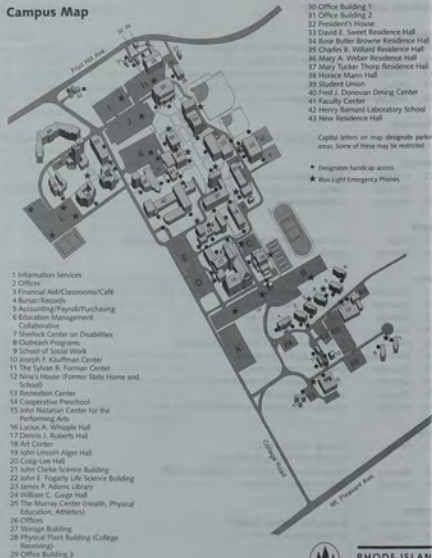 Campus Map
30 Office Building 1
31 Office Building 2
32 President's House
33 David E. Sweet Residence Hall
34 Rose Butler Browne Residence Hall
35 Charles B. Willard Residence Hall
36 Mary A. Weber Residence Hall
37 Mary Tucker Thorp Residence Hall
38 Horace Mann Hall
39 Student Union
40 Fred J. Donovan Dining Center
41 Faculty Center
42 Henry Barnard Laboratory School
43 New Residence Hall
Capital letters on map designate parking
areas. Some of these may be restricted
Designates handicap access
★ Blue Light Emergency Phones
Fruit Hill Ave.
1 Information Services
2 Offices
3 Financial Aid/Classrooms/Café
4 Bursar/Records
5 Accounting/Payroll/Purchasing
6 Education Management
Collaborative
7 Sherlock Center on Disabilities
8 Outreach Programs
9 School of Social Work
10 Joseph F. Kauffman Center
11 The Sylvan R. Forman Center
12 Nina's House (Former State Home and
School)
13 Recreation Center
14 Cooperative Preschool
15 John Nazarian Center for the
Performing Arts
16 Lucius A. Whipple Hall
17 Dennis J. Roberts Hall
18 Art Center
19 John Lincoln Alger Hall
20 Craig-Lee Hall
21 John Clarke Science Building
22 John E. Fogarty Life Science Building
23 James P. Adams Library
24 William C. Gaige Hall
25 The Murray Center (Health, Physical
Education, Athletics)
26 Offices
27 Storage Building
28 Physical Plant Building (College
Receiving)
29 Office Building 3
College Road
Mt. Pleasant Ave.
RHODE ISLAN